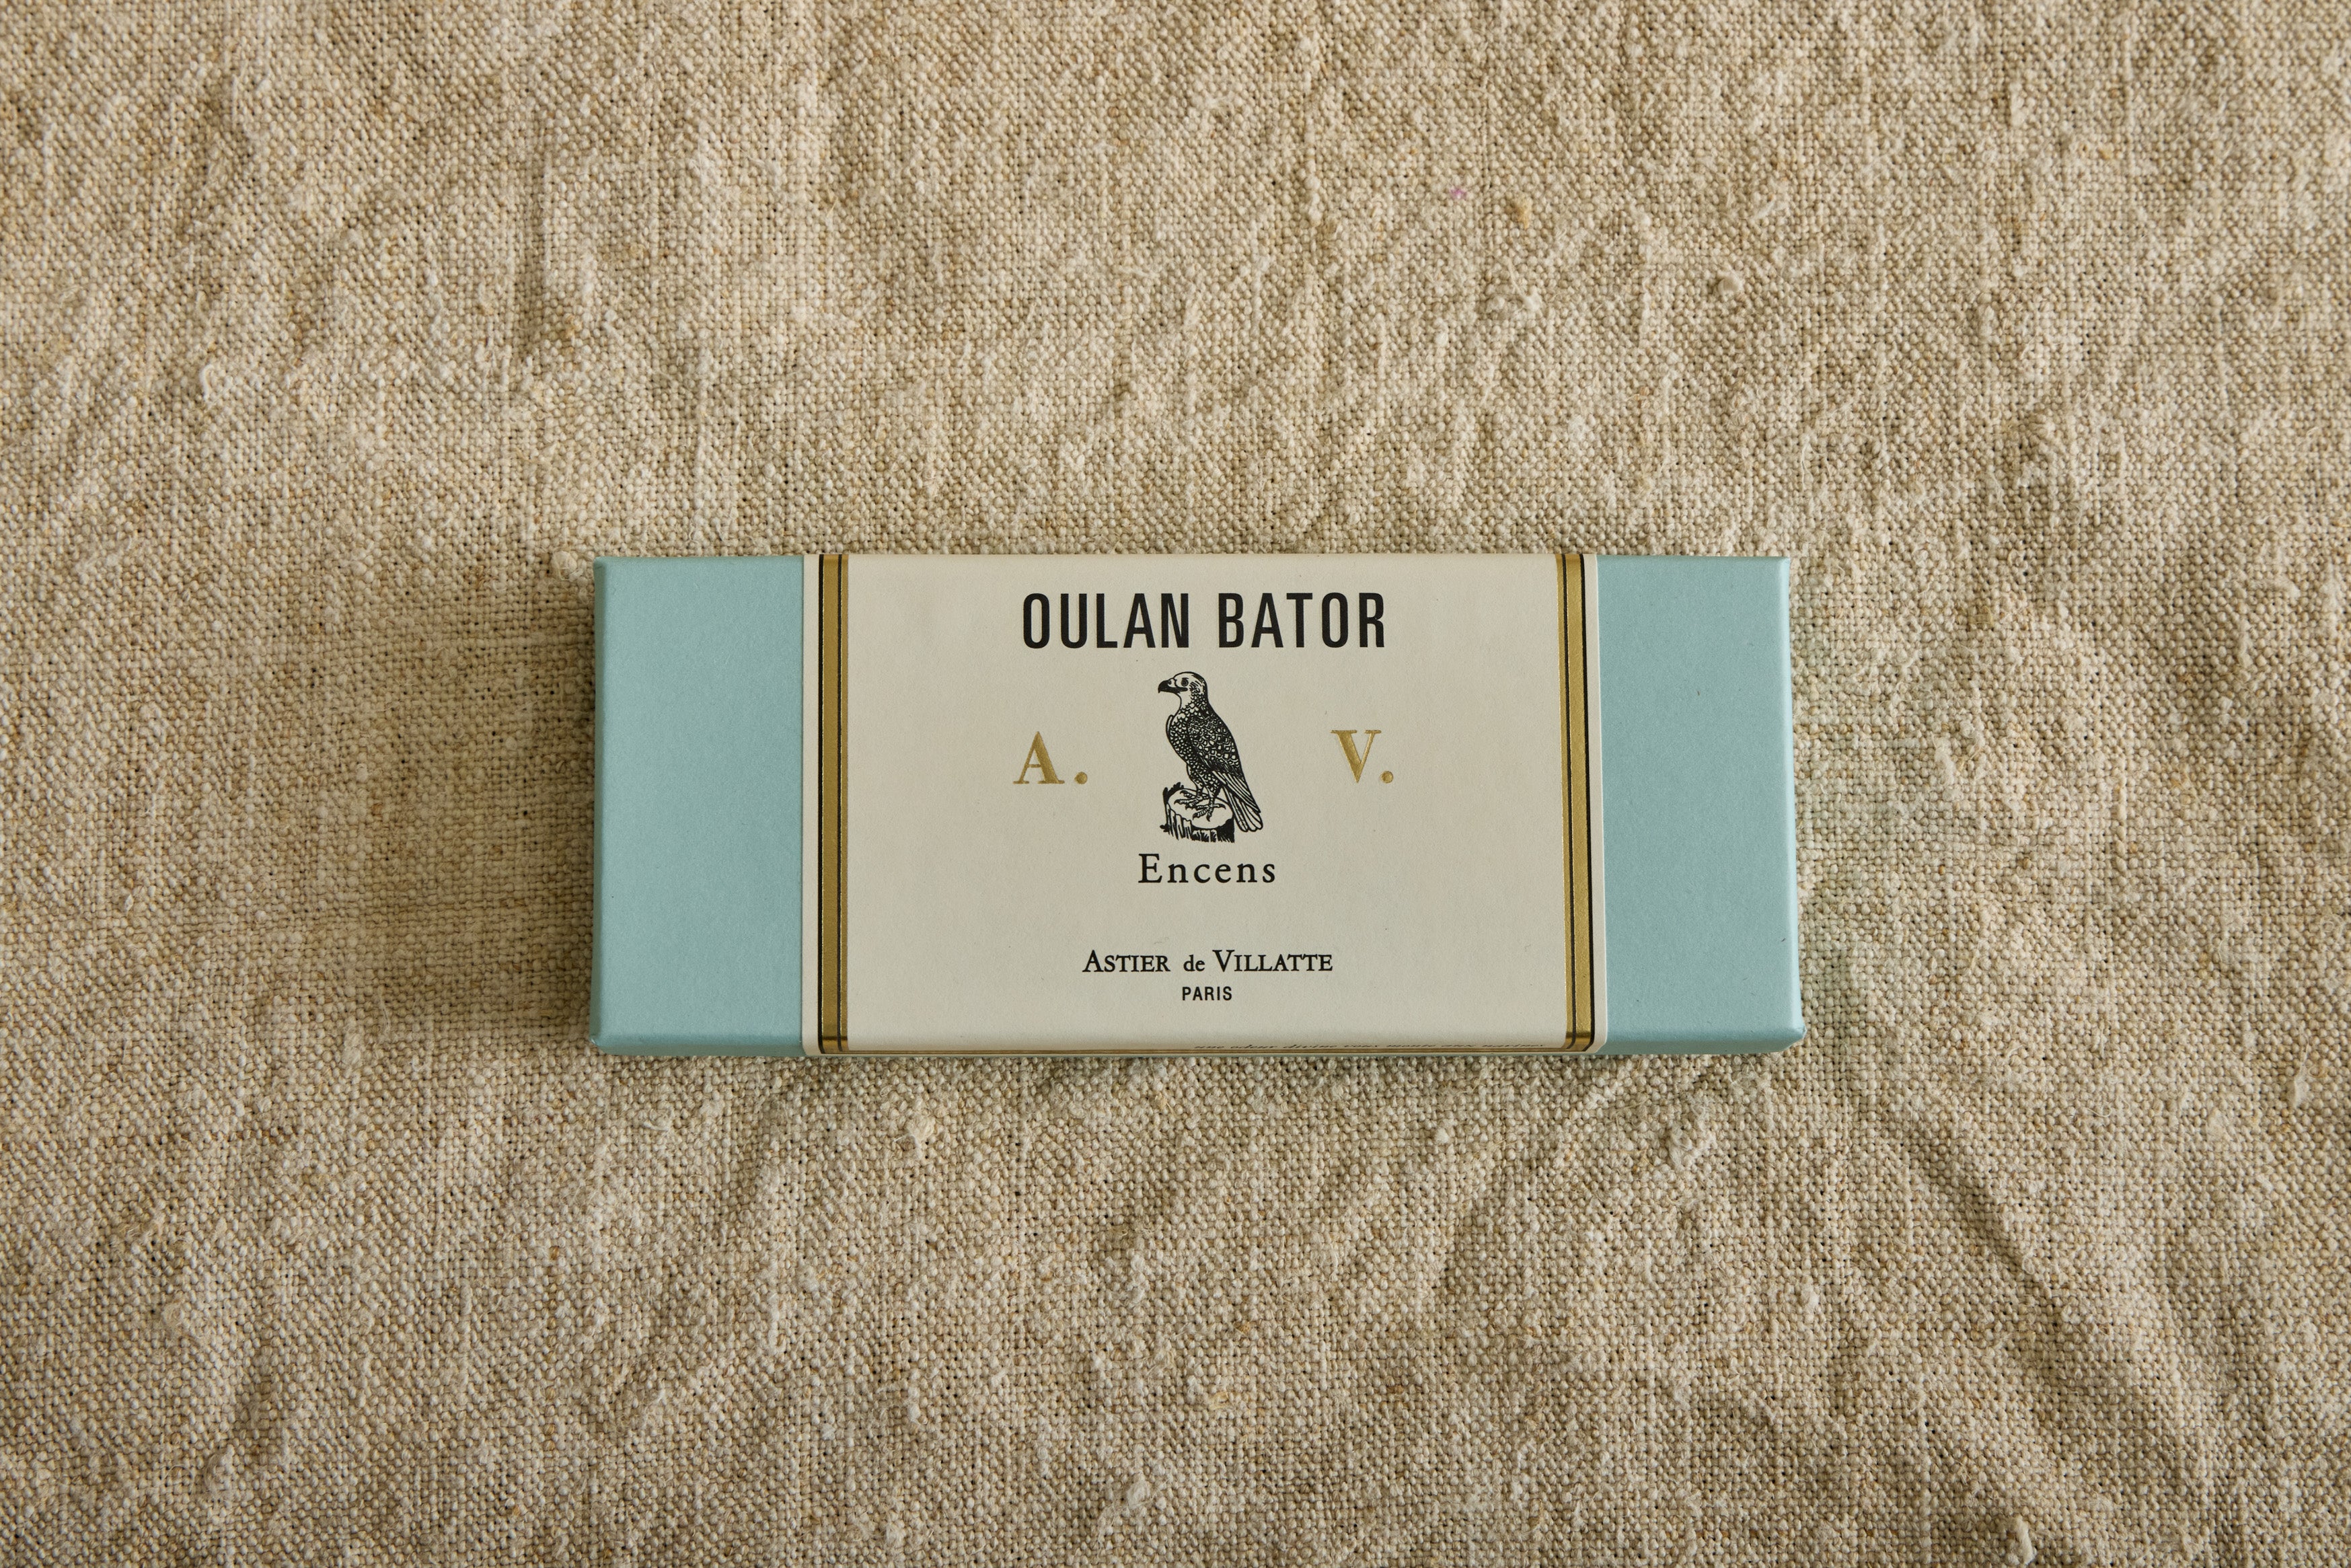 OULAN BATOR
A. V.
Encens
ASTIER de VILLATTE
PARIS